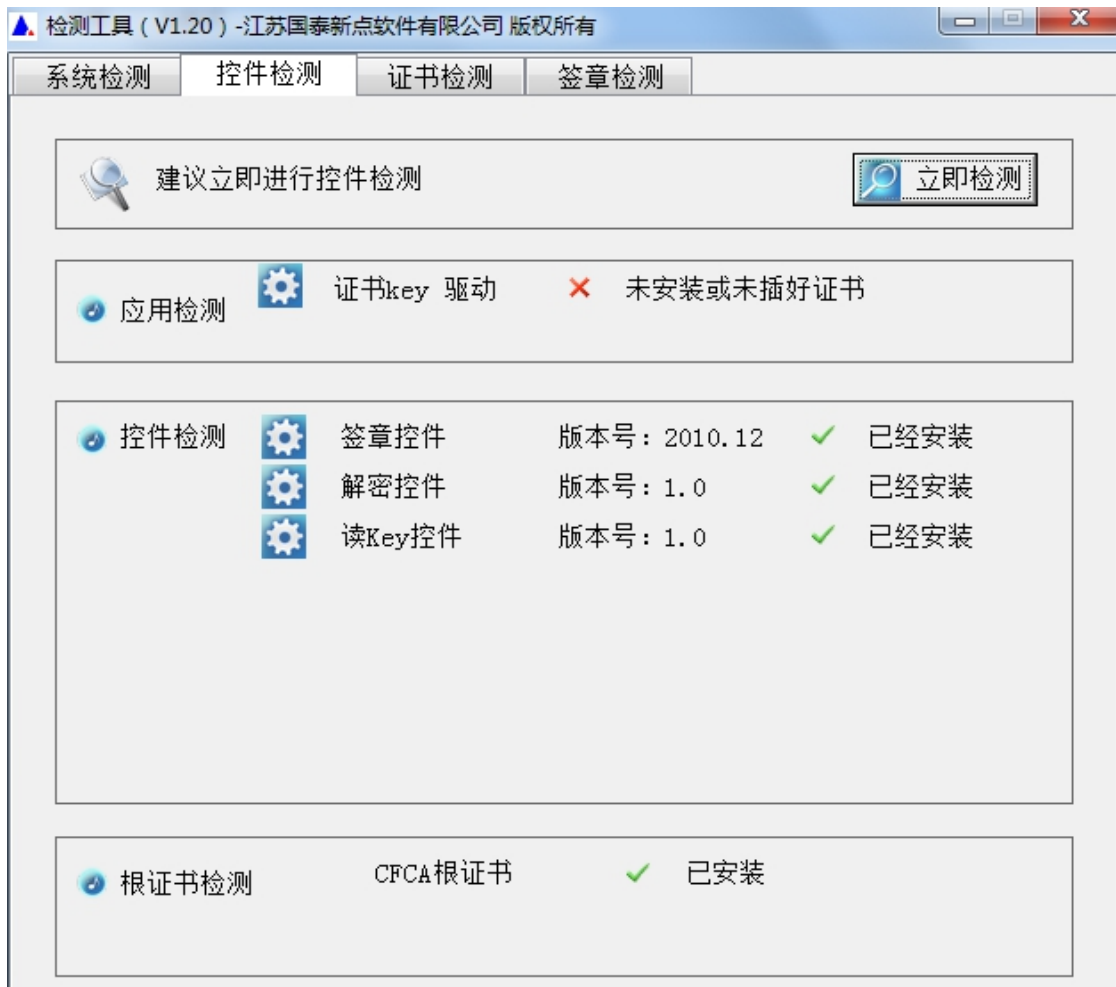 检测工具（V1.20）-江苏国泰新点软件有限公司 版权所有
系统检测 控件检测 证书检测 签章检测
建议立即进行控件检测 立即检测
证书key 驱动 未安装或未插好证书
应用检测
控件检测 签章控件 版本号：2010.12 已经安装
解密控件 版本号：1.0 已经安装
读Key控件 版本号：1.0 已经安装
根证书检测 CFCA根证书 已安装